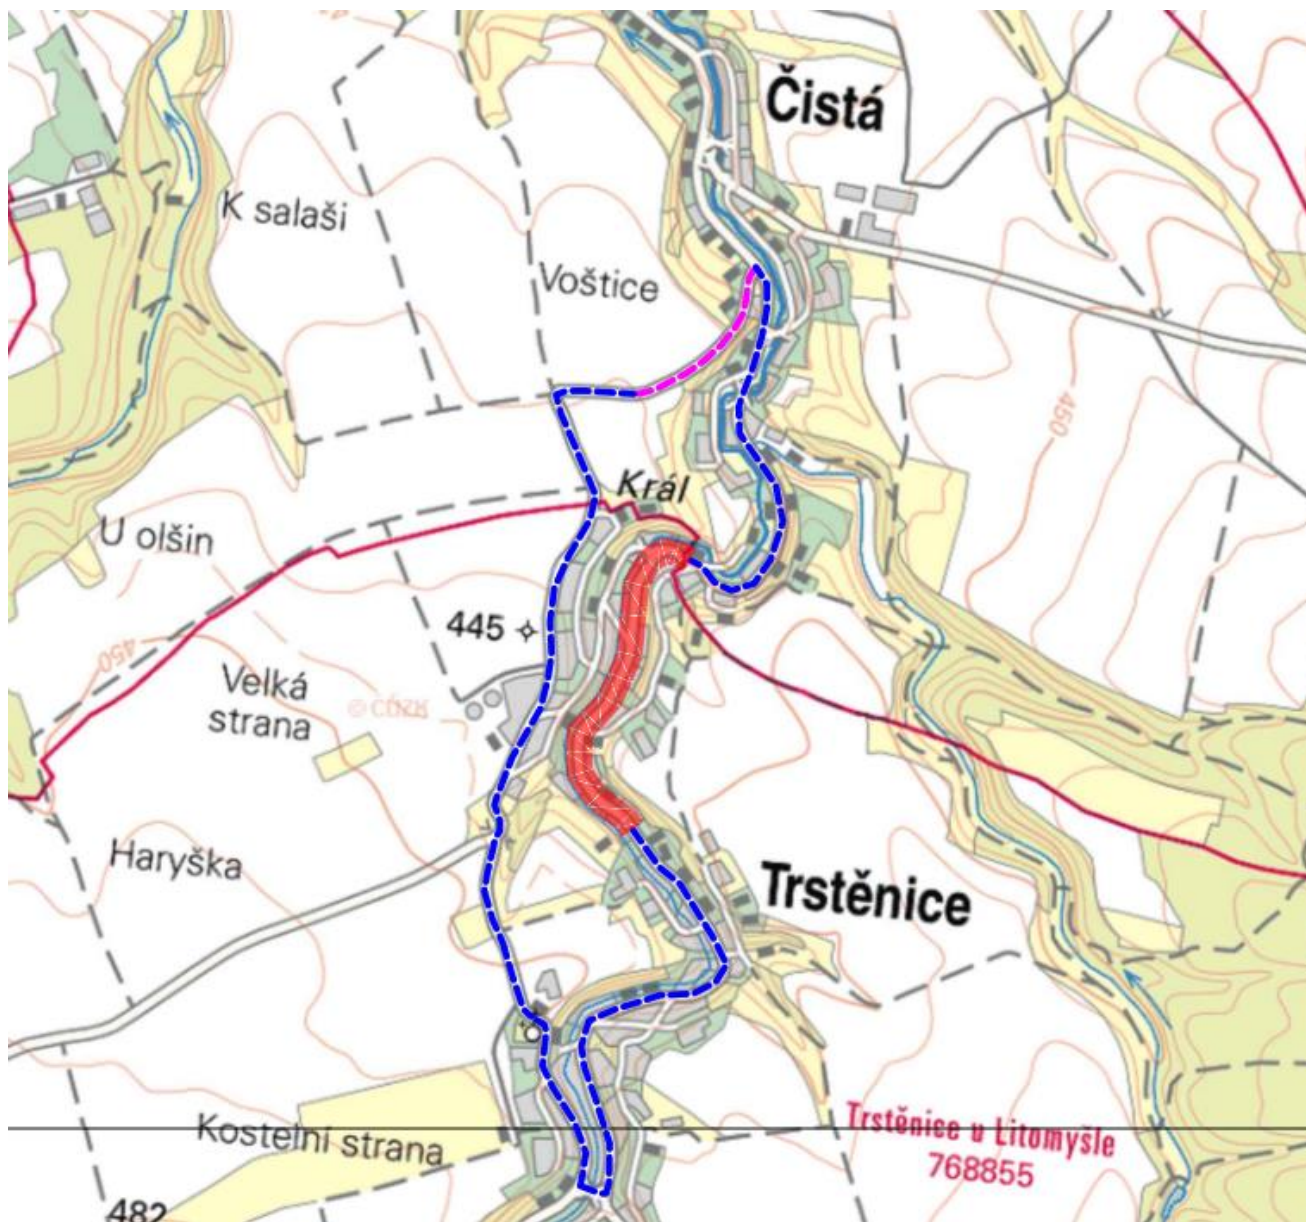 Čistá
K salaši
Voštice
450
Král
U olšin
445
450
Velká
strana
© ČÚZK
Haryška
Trstěnice
Trstěnice u Litomyšle
768855
Kostelní strana
482